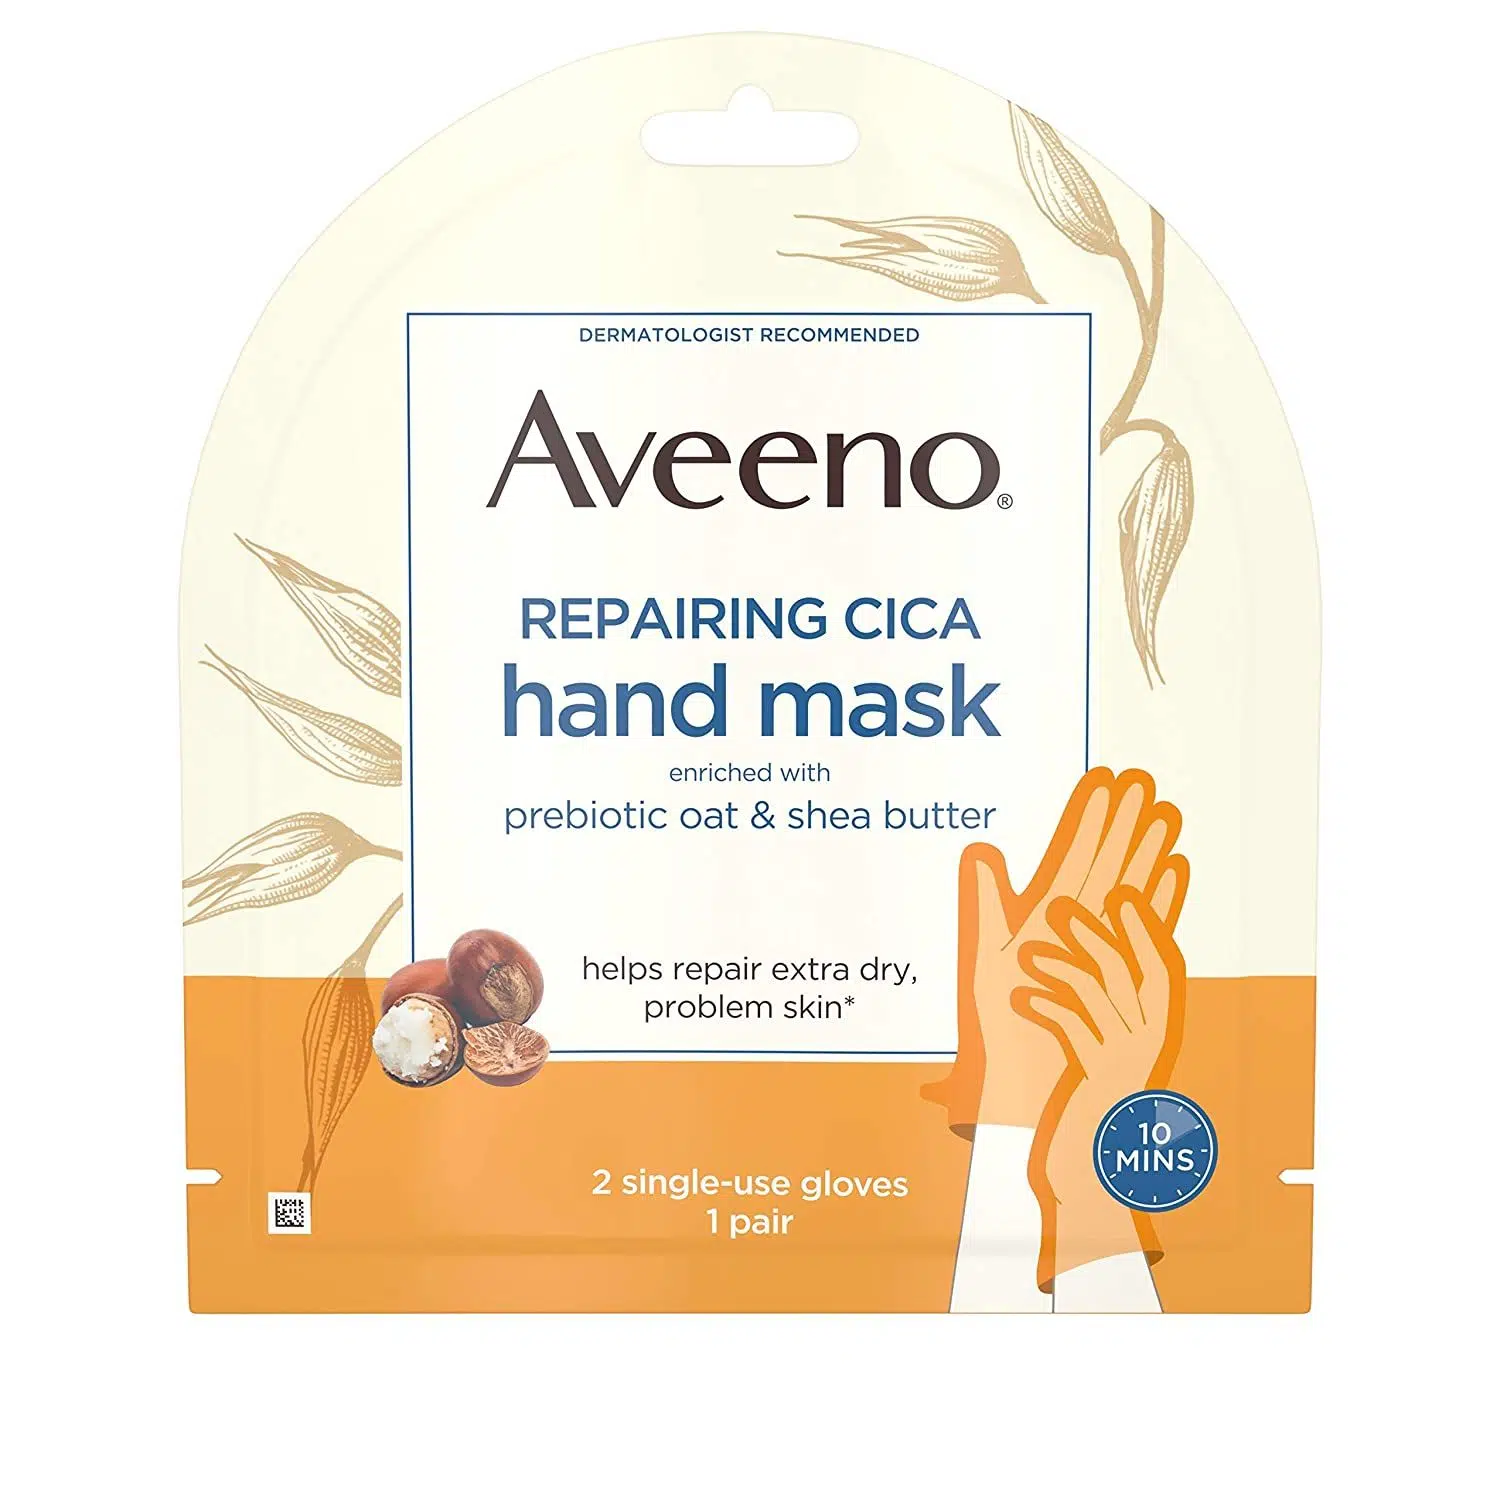 DERMATOLOGIST RECOMMENDED
Aveeno®
REPAIRING CICA
hand mask
enriched with
prebiotic oat & shea butter
helps repair extra dry,
problem skin*
10
MINS
2 single-use gloves
1 pair